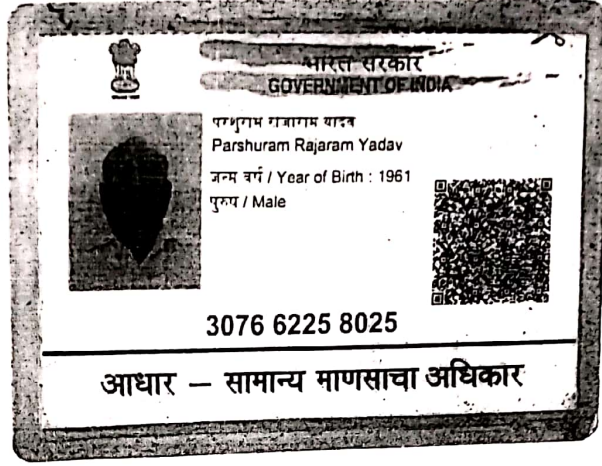 भारत सरकार
GOVERNMENT OF INDIA
परशुराम राजाराम यादव
Parshuram Rajaram Yadav
जन्म वर्ष / Year of Birth : 1961
पुरुष / Male
3076 6225 8025
आधार – सामान्य माणसाचा अधिकार